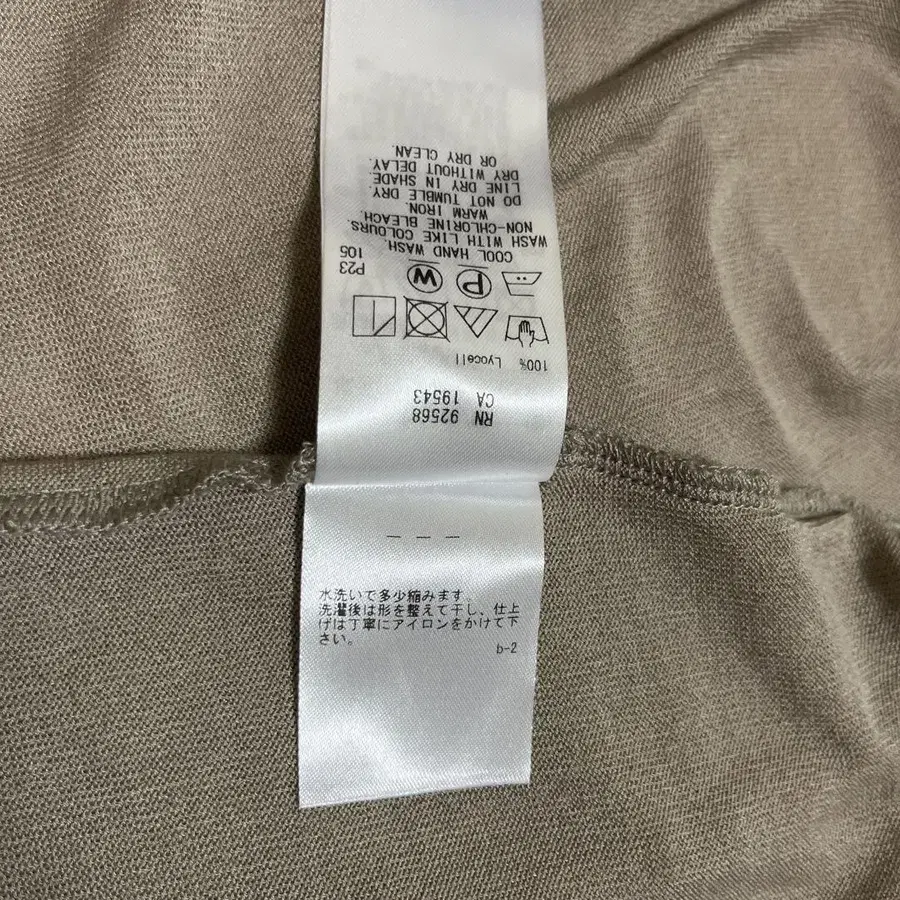 RN 92568
CA 19543
100% Lyocell
P W
P23
105
COOL HAND WASH.
WASH WITH LIKE COLOURS.
NON-CHLORINE BLEACH.
WARM IRON.
DO NOT TUMBLE DRY.
LINE DRY IN SHADE.
DRY WITHOUT DELAY.
OR DRY CLEAN.
水洗いで多少縮みます。
洗濯後は形を整えて干し、仕上
げは丁寧にアイロンをかけて下
さい。
b-2